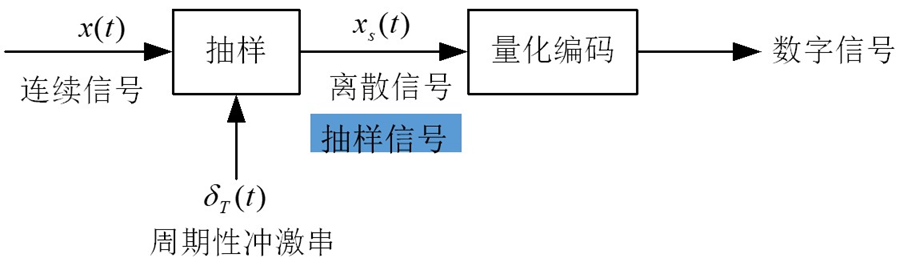 x(t)
抽样
x_s(t)
量化编码
数字信号
连续信号
离散信号
抽样信号
δ_T(t)
周期性冲激串